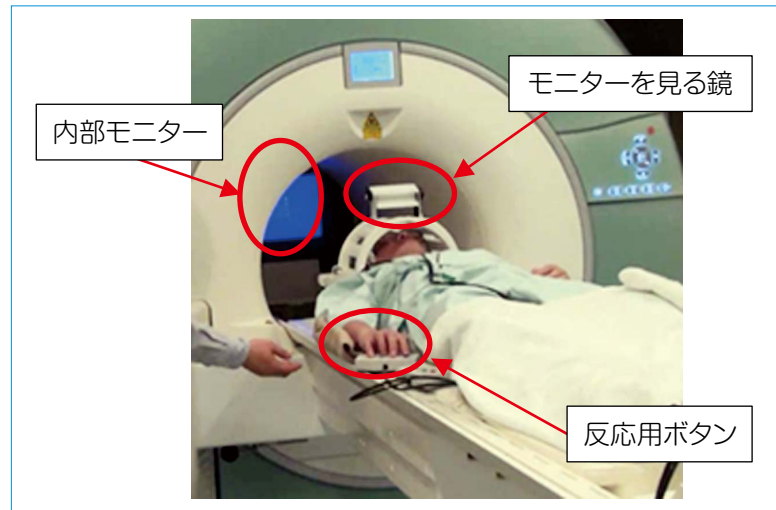 モニターを見る鏡
内部モニター
反応用ボタン